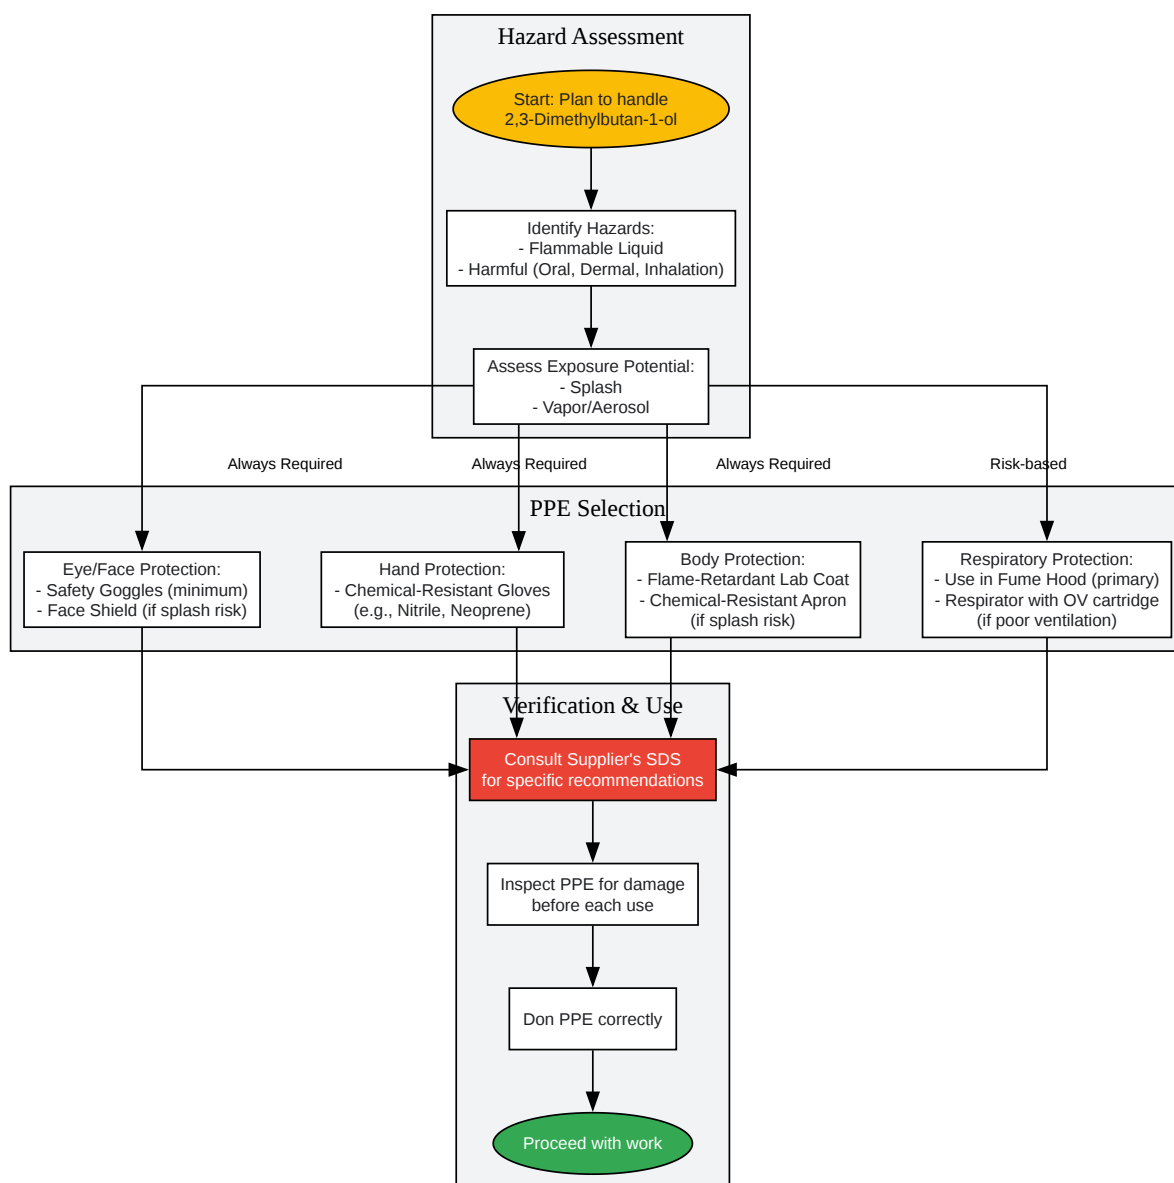 Hazard Assessment
Start: Plan to handle
2,3-Dimethylbutan-1-ol
Identify Hazards:
- Flammable Liquid
- Harmful (Oral, Dermal, Inhalation)
Assess Exposure Potential:
- Splash
- Vapor/Aerosol
Always Required
Always Required
Always Required
Risk-based
PPE Selection
Eye/Face Protection:
- Safety Goggles (minimum)
- Face Shield (if splash risk)
Hand Protection:
- Chemical-Resistant Gloves
(e.g., Nitrile, Neoprene)
Body Protection:
- Flame-Retardant Lab Coat
- Chemical-Resistant Apron
(if splash risk)
Respiratory Protection:
- Use in Fume Hood (primary)
- Respirator with OV cartridge
(if poor ventilation)
Verification & Use
Consult Supplier's SDS
for specific recommendations
Inspect PPE for damage
before each use
Don PPE correctly
Proceed with work